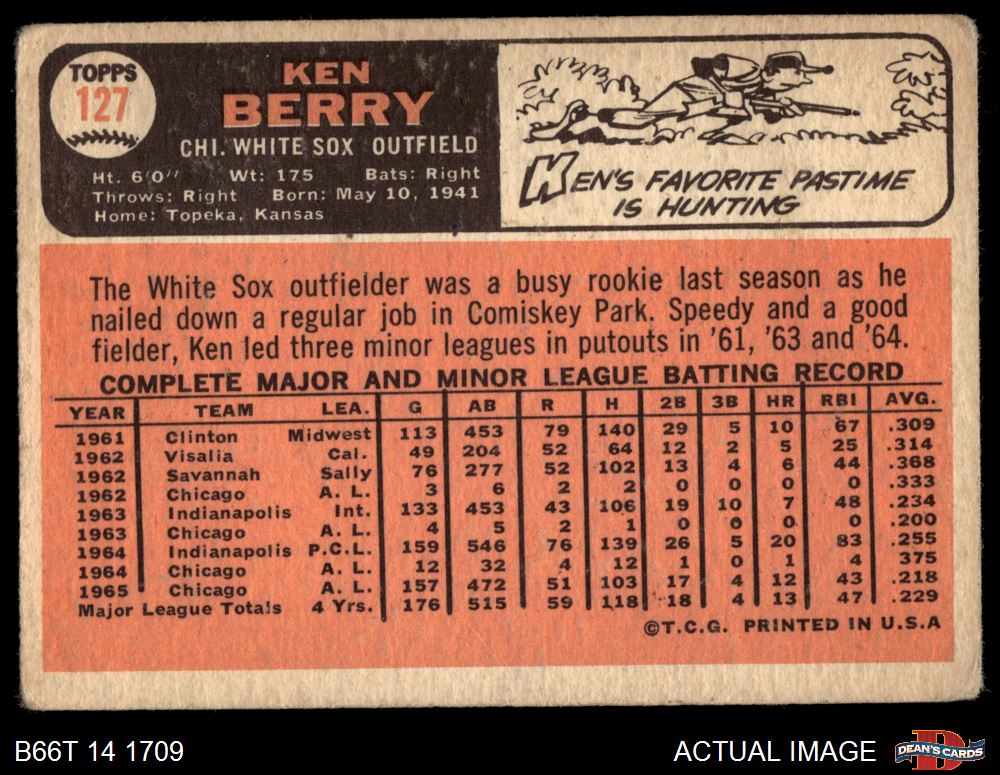 TOPPS
127
KEN
BERRY
CHI. WHITE SOX OUTFIELD
Ht. 6'0" Wt: 175 Bats: Right
Throws: Right Born: May 10, 1941
Home: Topeka, Kansas
KEN'S FAVORITE PASTIME
IS HUNTING
The White Sox outfielder was a busy rookie last season as he
nailed down a regular job in Comiskey Park. Speedy and a good
fielder, Ken led three minor leagues in putouts in '61, '63 and '64.
COMPLETE MAJOR AND MINOR LEAGUE BATTING RECORD
YEAR TEAM LEA. G AB R H 2B 3B HR RBI AVG.
1961 Clinton Midwest 113 453 79 140 29 5 10 67 .309
1962 Visalia Cal. 49 204 52 64 12 2 5 25 .314
1962 Savannah Sally 76 277 52 102 13 4 6 44 .368
1962 Chicago A. L. 3 6 2 2 0 0 0 0 .333
1963 Indianapolis Int. 133 453 43 106 19 10 7 48 .234
1963 Chicago A. L. 4 5 2 1 0 0 0 0 .200
1964 Indianapolis P.C.L. 159 546 76 139 26 5 20 83 .255
1964 Chicago A. L. 12 32 4 12 1 0 1 4 375
1965 Chicago A. L. 157 472 51 103 17 4 12 43 .218
Major League Totals 4 Yrs. 176 515 59 118 18 4 13 47 .229
©T.C.G. PRINTED IN U.S.A
B66T 14 1709
ACTUAL IMAGE
DEAN'S CARDS